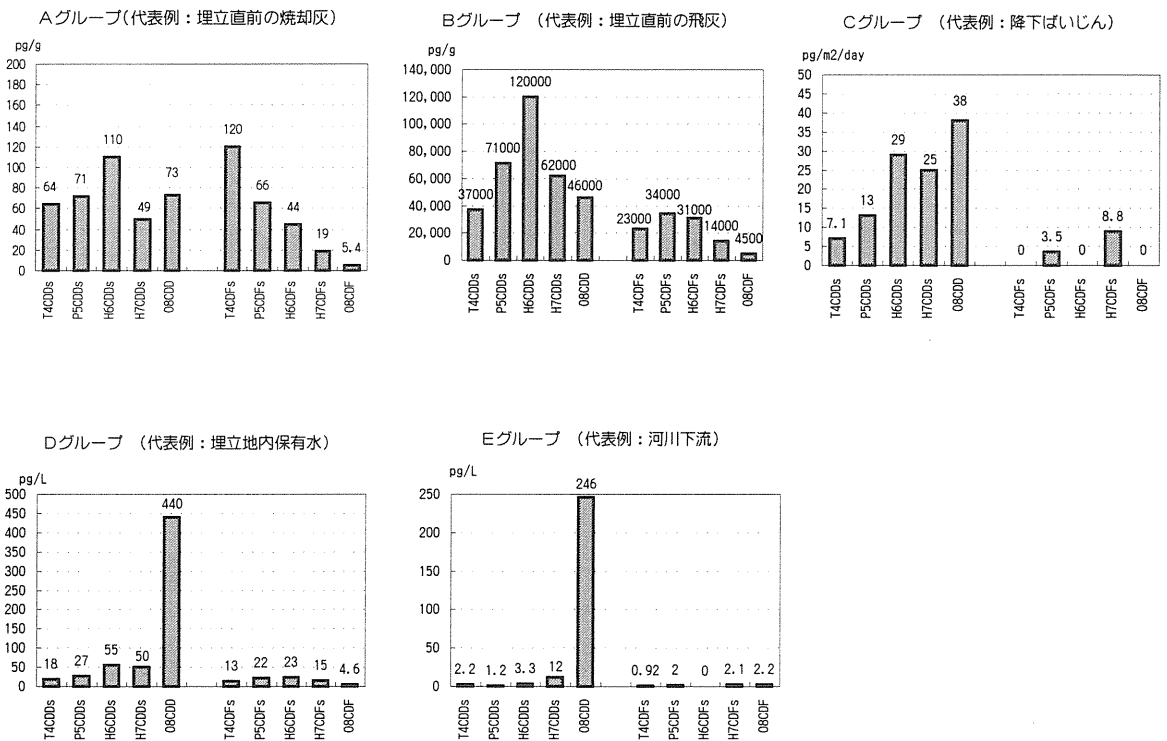 Aグループ(代表例：埋立直前の焼却灰)
pg/g
200
180
160
140
120
100
80
60
40
20
0
64
71
110
49
73
120
66
44
19
5.4
T4CDDs
P5CDDs
H6CDDs
H7CDDs
O8CDD
T4CDFs
P5CDFs
H6CDFs
H7CDFs
O8CDF
Bグループ (代表例：埋立直前の飛灰)
pg/g
140,000
120,000
100,000
80,000
60,000
40,000
20,000
0
37000
71000
120000
62000
46000
23000
34000
31000
14000
4500
T4CDDs
P5CDDs
H6CDDs
H7CDDs
O8CDD
T4CDFs
P5CDFs
H6CDFs
H7CDFs
O8CDF
Cグループ (代表例：降下ばいじん)
pg/m2/day
50
45
40
35
30
25
20
15
10
5
0
7.1
13
29
25
38
0
3.5
0
8.8
0
T4CDDs
P5CDDs
H6CDDs
H7CDDs
O8CDD
T4CDFs
P5CDFs
H6CDFs
H7CDFs
O8CDF
Dグループ (代表例：埋立地内保有水)
pg/L
500
450
400
350
300
250
200
150
100
50
0
18
27
55
50
440
13
22
23
15
4.6
T4CDDs
P5CDDs
H6CDDs
H7CDDs
O8CDD
T4CDFs
P5CDFs
H6CDFs
H7CDFs
O8CDF
Eグループ (代表例：河川下流)
pg/L
250
200
150
100
50
0
2.2
1.2
3.3
12
246
0.92
2
0
2.1
2.2
T4CDDs
P5CDDs
H6CDDs
H7CDDs
O8CDD
T4CDFs
P5CDFs
H6CDFs
H7CDFs
O8CDF